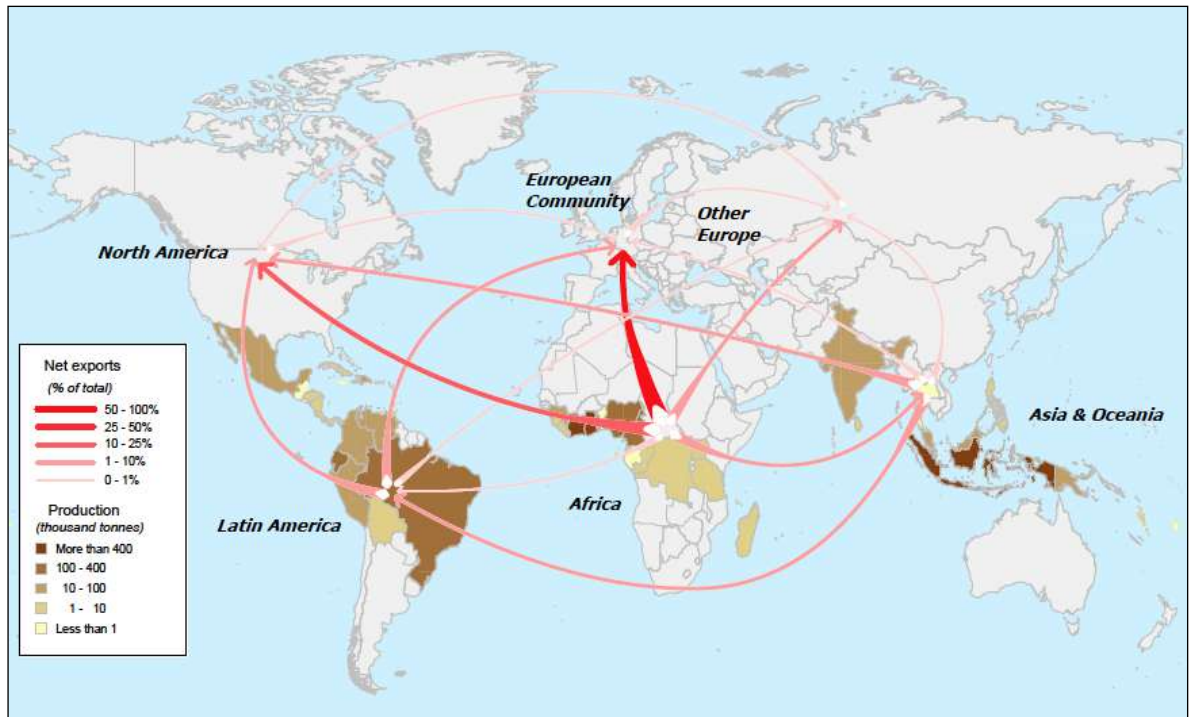 European
Community
Other
Europe
North America
Asia & Oceania
Africa
Latin America
Net exports
(% of total)
50 - 100%
25 - 50%
10 - 25%
1 - 10%
0 - 1%
Production
(thousand tonnes)
More than 400
100 - 400
10 - 100
1 - 10
Less than 1